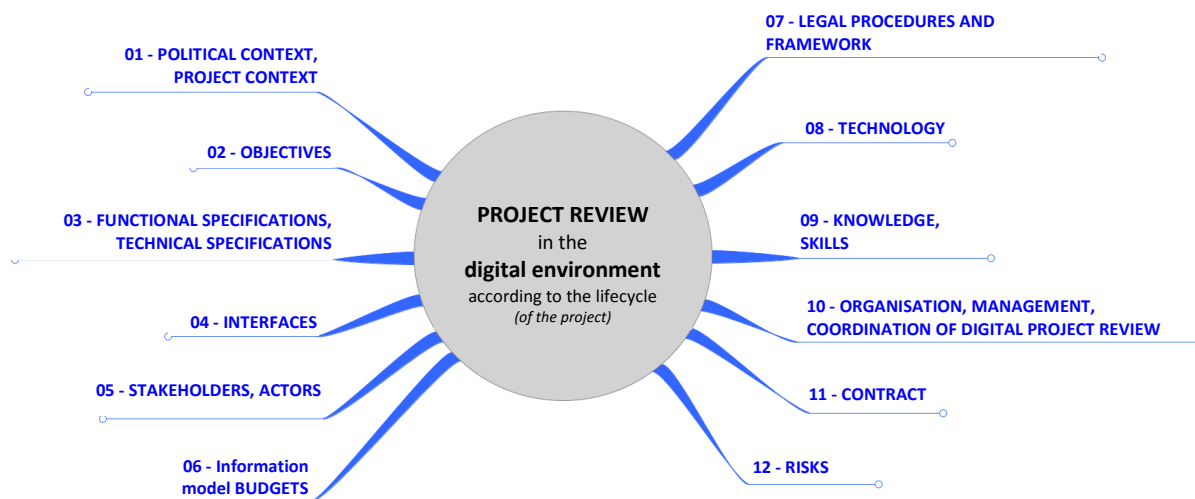 01 - POLITICAL CONTEXT,
PROJECT CONTEXT
02 - OBJECTIVES
03 - FUNCTIONAL SPECIFICATIONS,
TECHNICAL SPECIFICATIONS
04 - INTERFACES
05 - STAKEHOLDERS, ACTORS
06 - Information
model BUDGETS
PROJECT REVIEW
in the
digital environment
according to the lifecycle
(of the project)
07 - LEGAL PROCEDURES AND
FRAMEWORK
08 - TECHNOLOGY
09 - KNOWLEDGE,
SKILLS
10 - ORGANISATION, MANAGEMENT,
COORDINATION OF DIGITAL PROJECT REVIEW
11 - CONTRACT
12 - RISKS